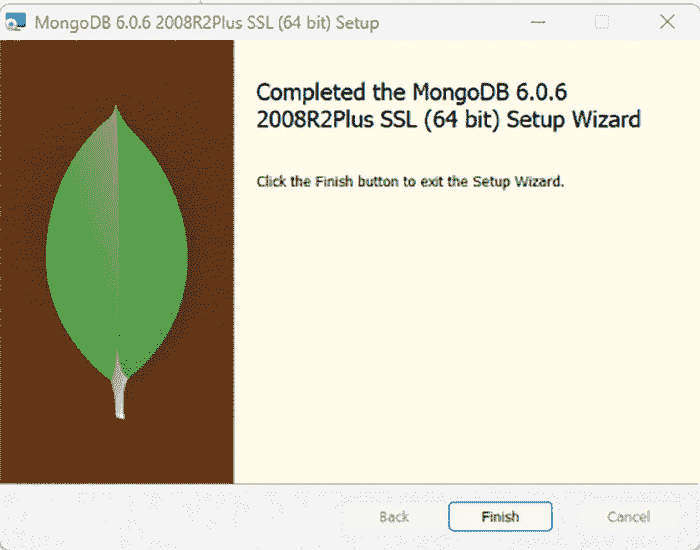 MongoDB 6.0.6 2008R2Plus SSL (64 bit) Setup
Completed the MongoDB 6.0.6
2008R2Plus SSL (64 bit) Setup Wizard
Click the Finish button to exit the Setup Wizard.
Back Finish Cancel